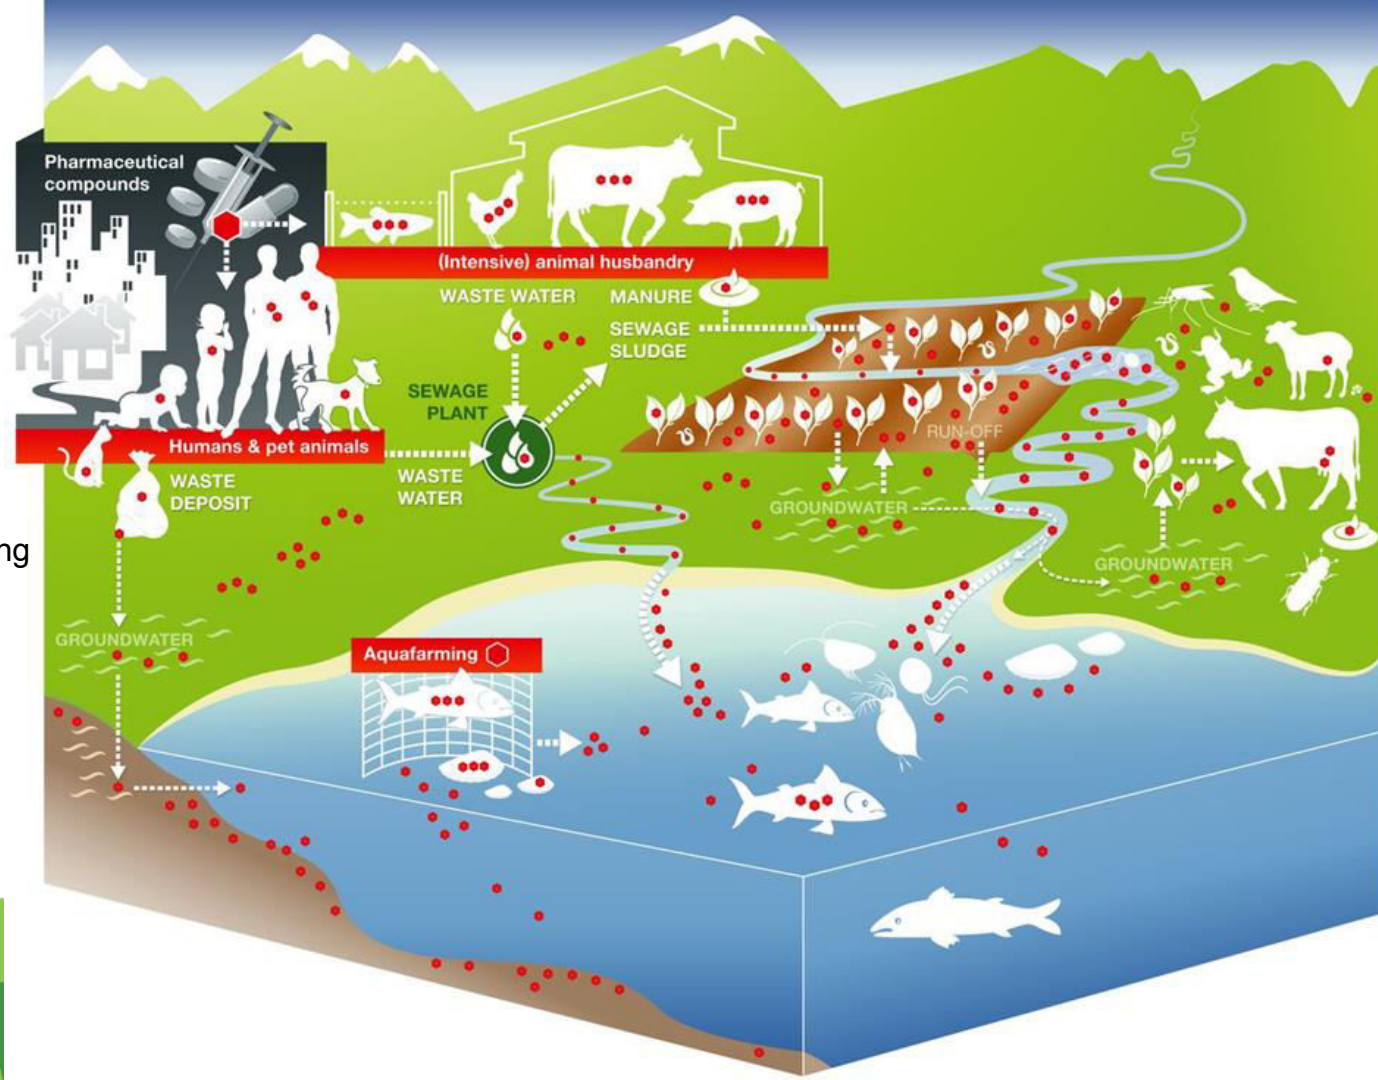 Pharmaceutical
compounds
(Intensive) animal husbandry
WASTE WATER
MANURE
SEWAGE
SLUDGE
SEWAGE
PLANT
RUN-OFF
Humans & pet animals
WASTE
DEPOSIT
WASTE
WATER
GROUNDWATER
ng
GROUNDWATER
GROUNDWATER
Aquafarming